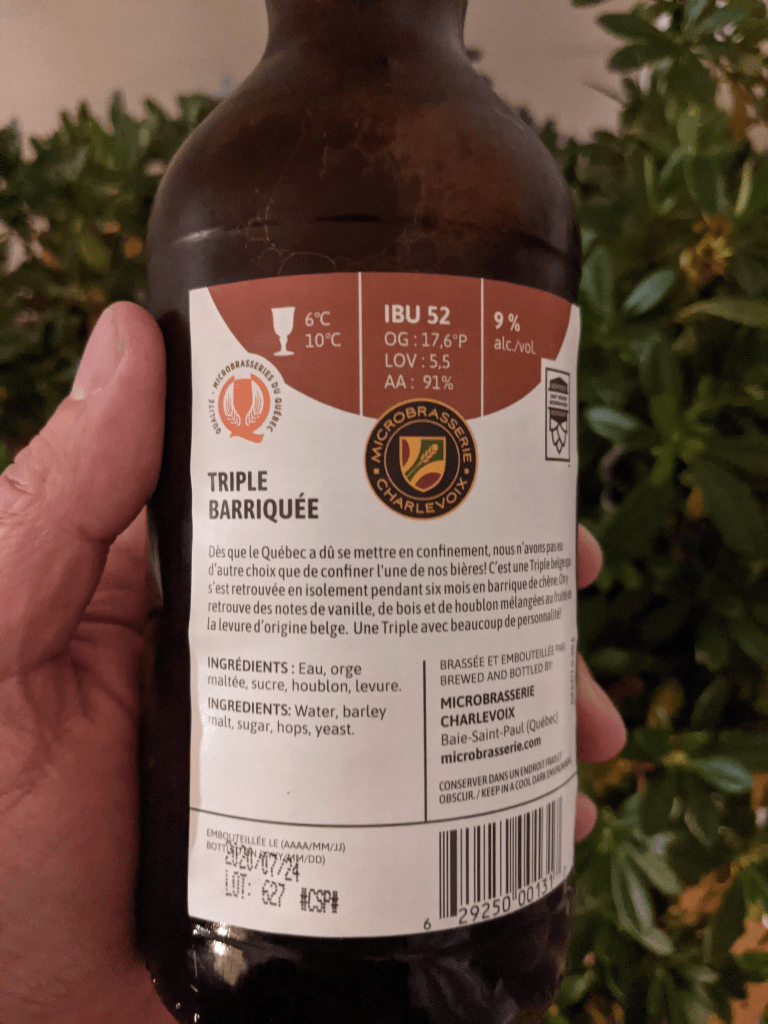 6°C
10°C
IBU 52
OG : 17,6°P
LOV : 5,5
AA : 91%
9 %
alc./vol.
QUALITÉ • MICROBRASSERIES DU QUÉBEC
MICROBRASSERIE
CHARLEVOIX
TRIPLE
BARRIQUÉE
Dès que le Québec a dû se mettre en confinement, nous n'avons pas eu
d'autre choix que de confiner l'une de nos bières! C'est une Triple belge qui
s'est retrouvée en isolement pendant six mois en barrique de chêne. On y
retrouve des notes de vanille, de bois et de houblon mélangées au fruité de
la levure d'origine belge. Une Triple avec beaucoup de personnalité!
INGRÉDIENTS : Eau, orge
maltée, sucre, houblon, levure.
INGREDIENTS: Water, barley
malt, sugar, hops, yeast.
BRASSÉE ET EMBOUTEILLÉE PAR
BREWED AND BOTTLED BY:
MICROBRASSERIE
CHARLEVOIX
Baie-Saint-Paul (Québec)
microbrasserie.com
CONSERVER DANS UN ENDROIT FRAIS ET
OBSCUR. / KEEP IN A COOL DARK ENVIRONMENT.
EMBOUTEILLÉE LE (AAAA/MM/JJ)
2020/07/24
LOT: 627 #CSP#
6 29250 00131